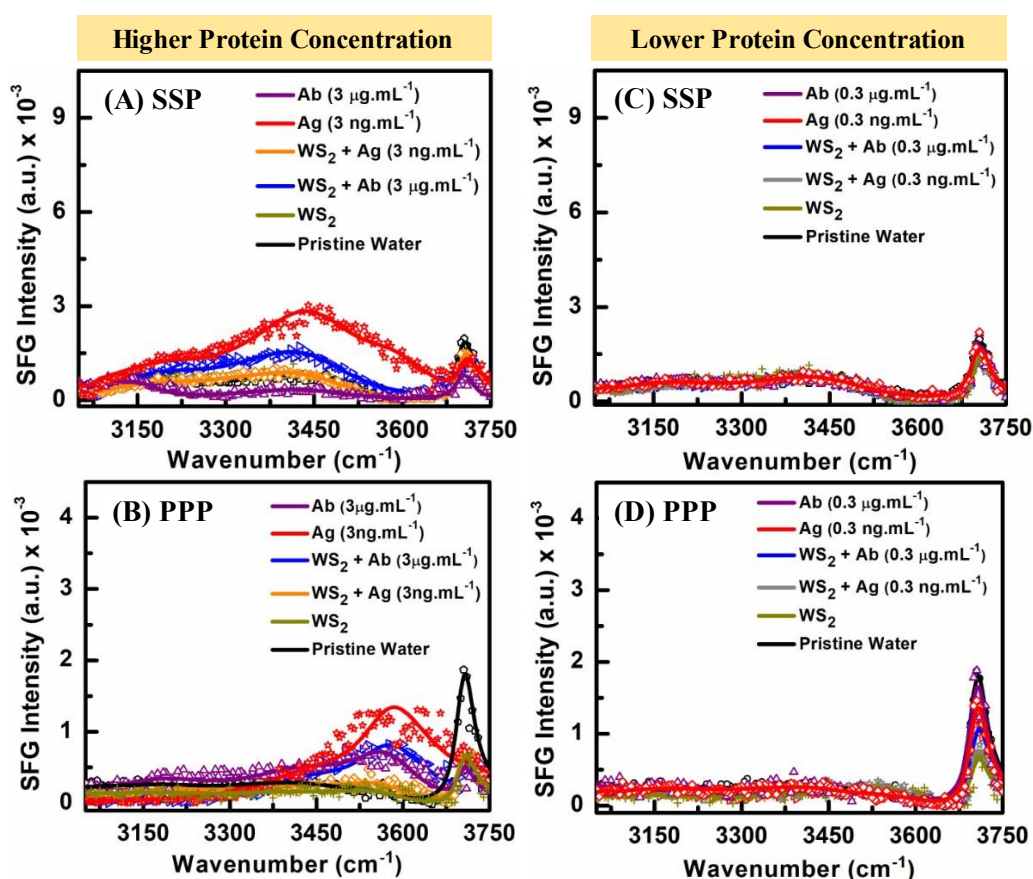 Higher Protein Concentration
Lower Protein Concentration
(A) SSP
Ab (3 μg.mL⁻¹)
Ag (3 ng.mL⁻¹)
WS₂ + Ag (3 ng.mL⁻¹)
WS₂ + Ab (3 μg.mL⁻¹)
WS₂
Pristine Water
9
6
3
0
SFG Intensity (a.u.) x 10⁻³
3150 3300 3450 3600 3750
Wavenumber (cm⁻¹)
(C) SSP
Ab (0.3 μg.mL⁻¹)
Ag (0.3 ng.mL⁻¹)
WS₂ + Ab (0.3 μg.mL⁻¹)
WS₂ + Ag (0.3 ng.mL⁻¹)
WS₂
Pristine Water
9
6
3
0
SFG Intensity (a.u.) x 10⁻³
3150 3300 3450 3600 3750
Wavenumber (cm⁻¹)
(B) PPP
Ab (3μg.mL⁻¹)
Ag (3ng.mL⁻¹)
WS₂ + Ab (3μg.mL⁻¹)
WS₂ + Ag (3ng.mL⁻¹)
WS₂
Pristine Water
4
3
2
1
0
SFG Intensity (a.u.) x 10⁻³
3150 3300 3450 3600 3750
Wavenumber (cm⁻¹)
(D) PPP
Ab (0.3 μg.mL⁻¹)
Ag (0.3 ng.mL⁻¹)
WS₂ + Ab (0.3 μg.mL⁻¹)
WS₂ + Ag (0.3 ng.mL⁻¹)
WS₂
Pristine Water
4
3
2
1
0
SFG Intensity (a.u.) x 10⁻³
3150 3300 3450 3600 3750
Wavenumber (cm⁻¹)